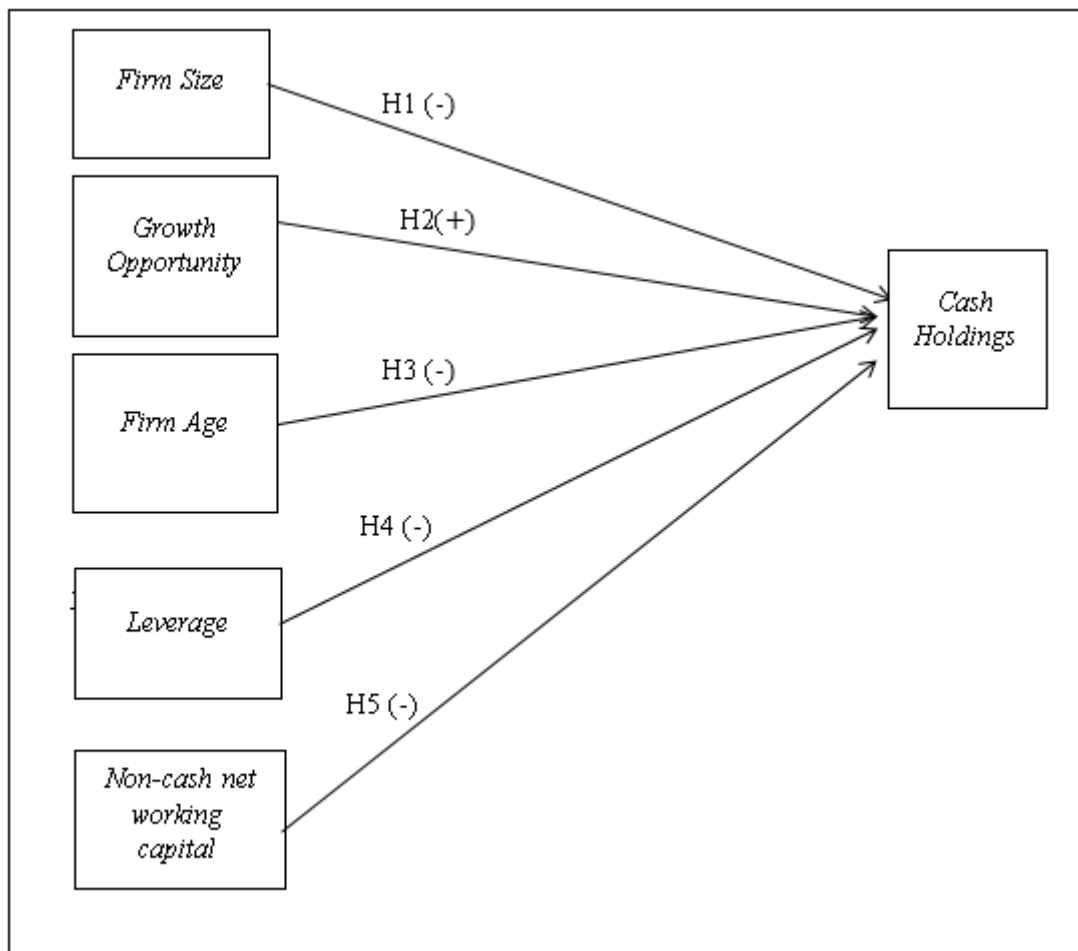 Firm Size
H1 (-)
Growth
Opportunity
H2(+)
Cash
Holdings
H3 (-)
Firm Age
H4 (-)
Leverage
H5 (-)
Non-cash net
working
capital